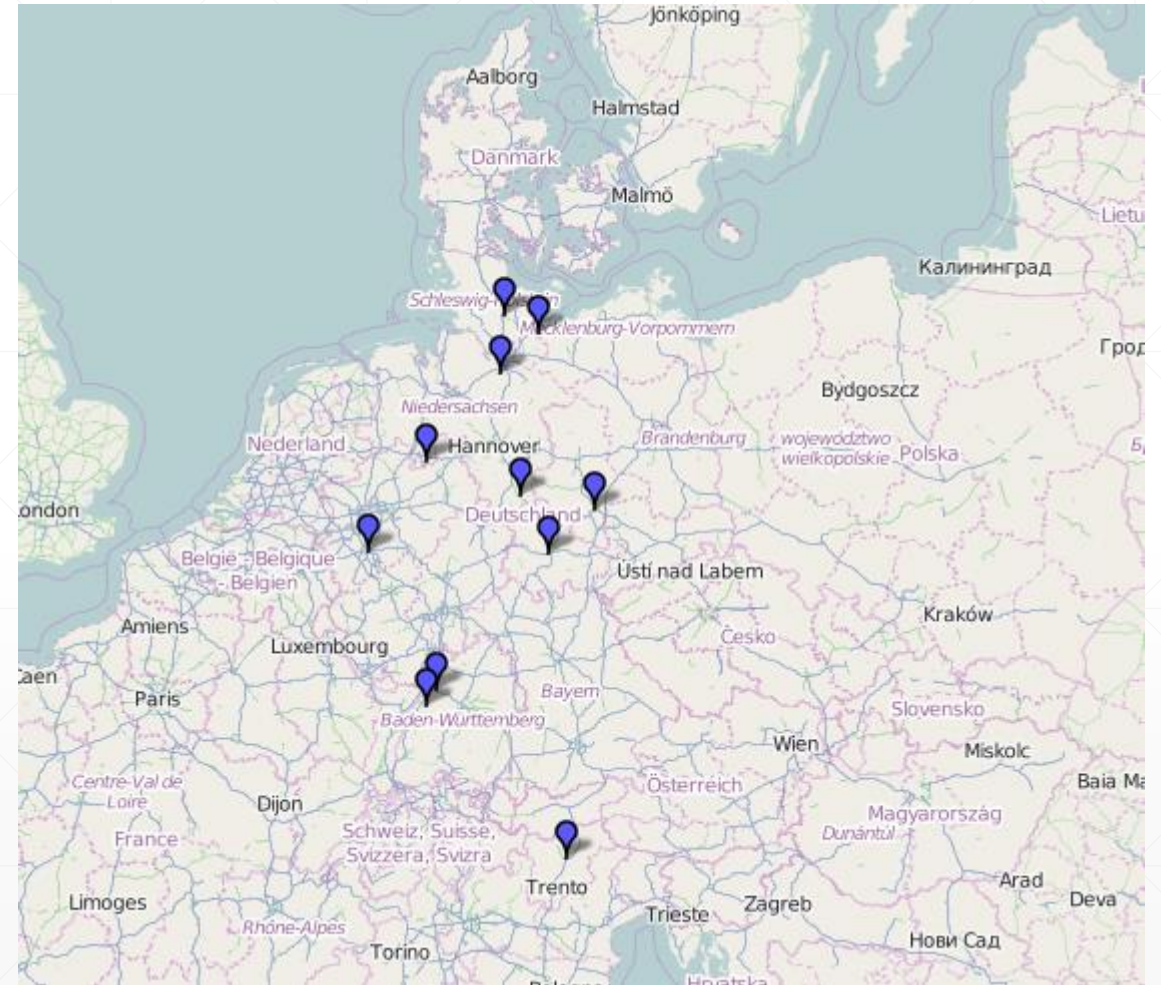 Jönköping
Aalborg
Halmstad
Danmark
Malmö
Lietu
Калининград
Schleswig-Holstein
Mecklenburg-Vorpommern
Грод
Bydgoszcz
Niedersachsen
Nederland
Hannover
Brandenburg
województwo
wielkopolskie
Polska
ondon
Deutschland
België - Belgique
- Belgien
Ústí nad Labem
Kraków
Amiens
Luxembourg
Česko
Caen
Paris
Bayern
Slovensko
Baden-Württemberg
Wien
Miskolc
Centre-Val de
Loire
Österreich
Baia Ma
Dijon
Magyarország
France
Schweiz, Suisse,
Svizzera, Svizra
Dunántúl
Trento
Arad
Limoges
Zagreb
Deva
Trieste
Rhône-Alpes
Нови Сад
Torino
Hrvatska